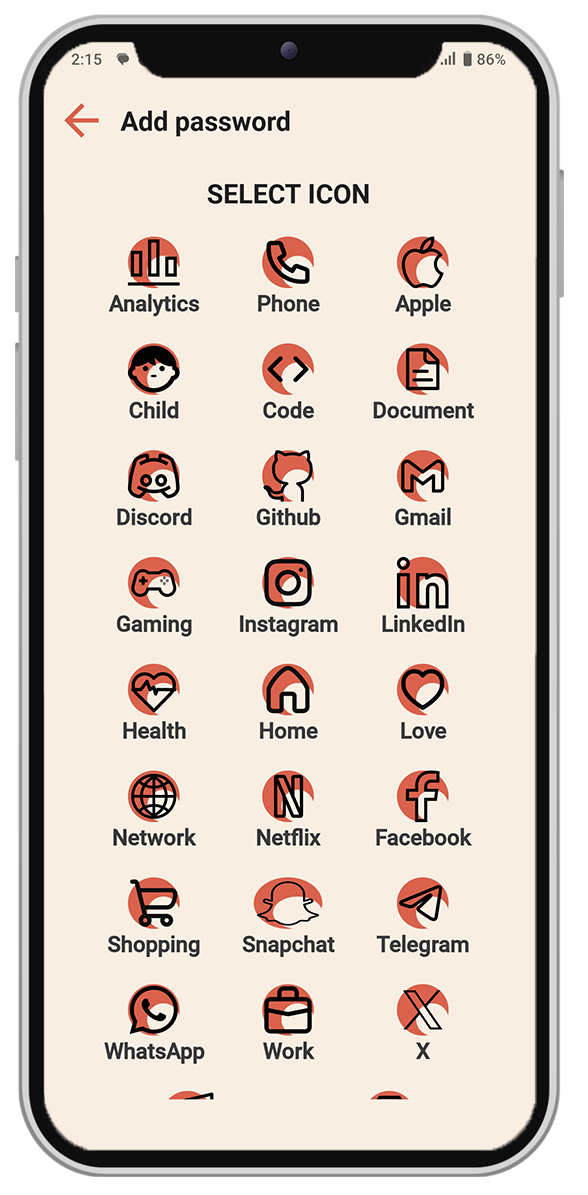 2:15 86%
Add password
SELECT ICON
Analytics Phone Apple
Child Code Document
Discord Github Gmail
Gaming Instagram LinkedIn
Health Home Love
Network Netflix Facebook
Shopping Snapchat Telegram
WhatsApp Work X